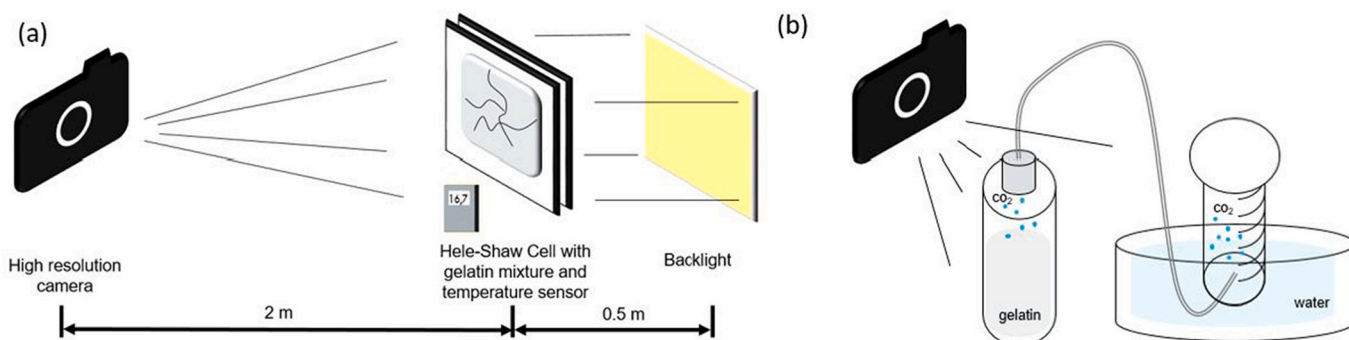 (a)
16,7
High resolution
camera
Hele-Shaw Cell with
gelatin mixture and
temperature sensor
Backlight
2 m
0.5 m
(b)
CO₂
gelatin
CO₂
water